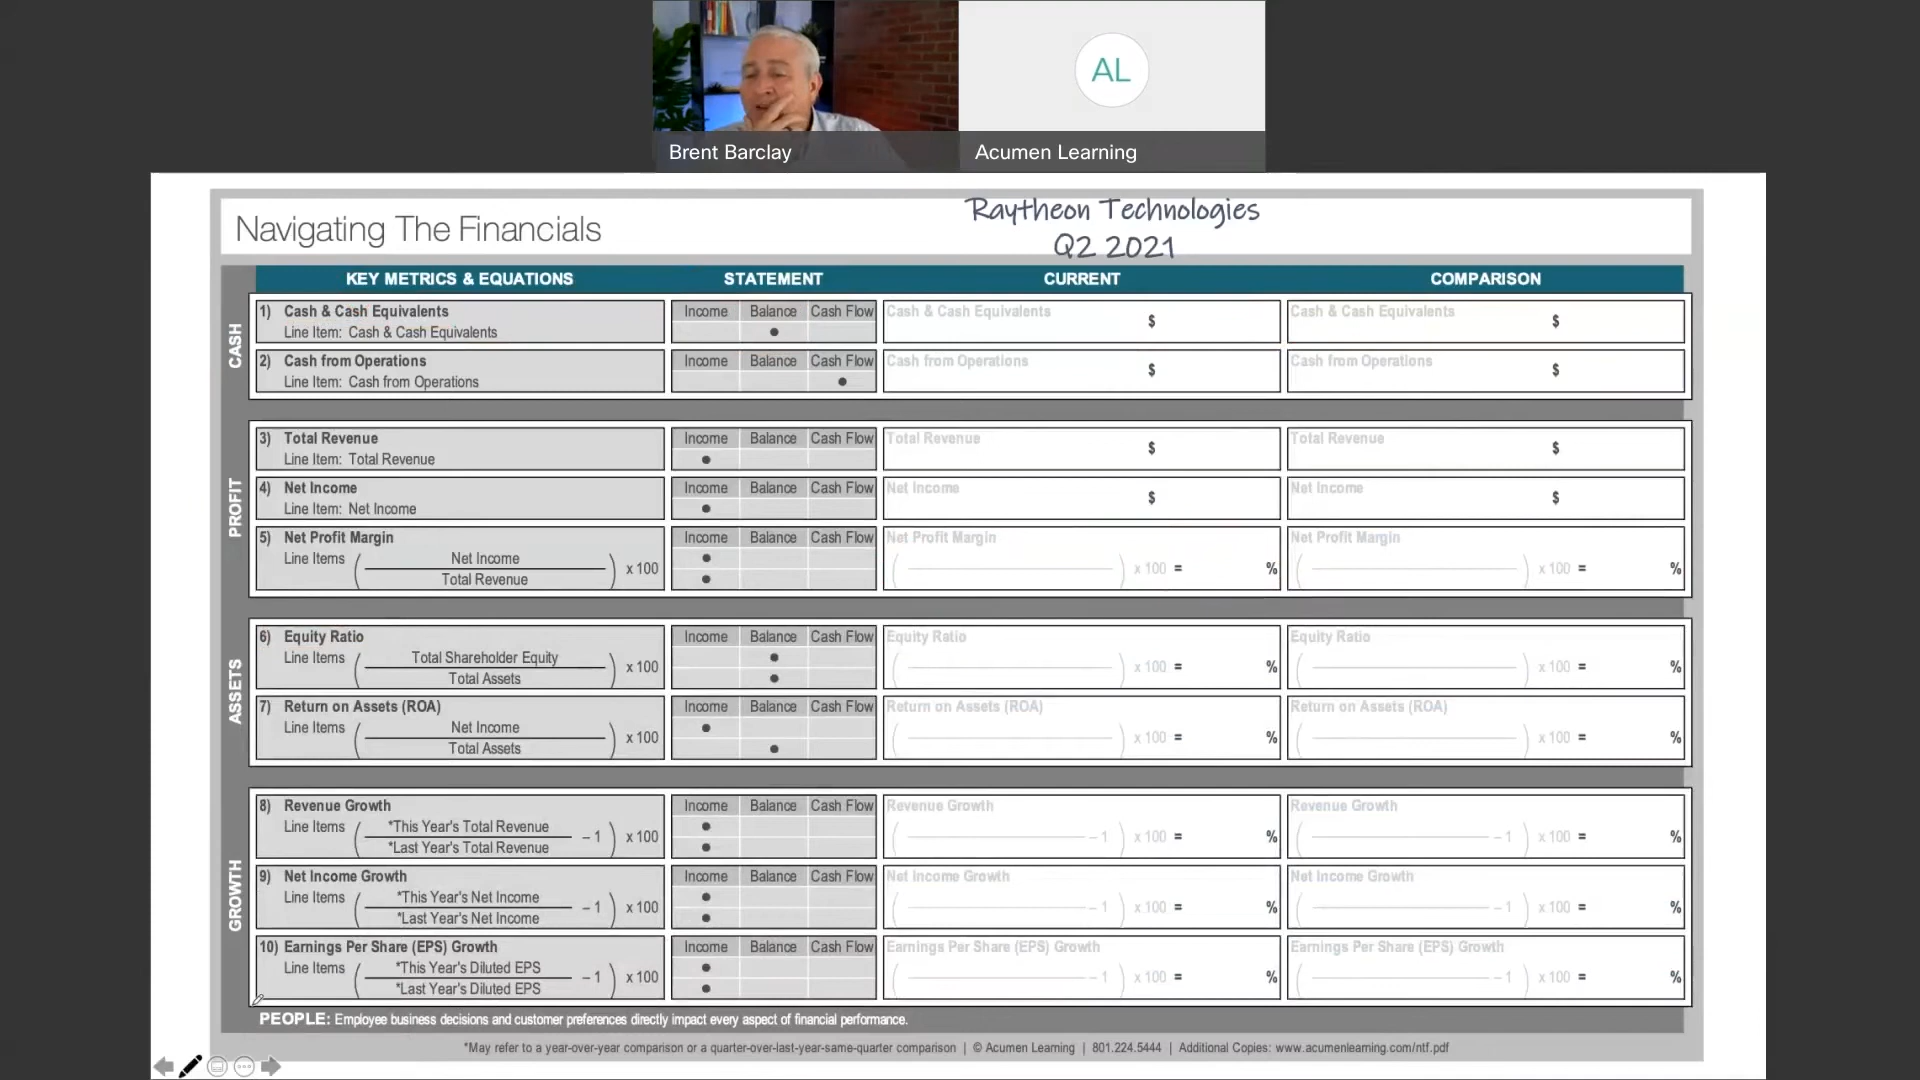 AL
Brent Barclay
Acumen Learning
Navigating The Financials
Raytheon Technologies
Q2 2021
KEY METRICS & EQUATIONS STATEMENT CURRENT COMPARISON
CASH
1) Cash & Cash Equivalents Income Balance Cash Flow Cash & Cash Equivalents $ Cash & Cash Equivalents $
Line Item: Cash & Cash Equivalents
2) Cash from Operations Income Balance Cash Flow Cash from Operations $ Cash from Operations $
Line Item: Cash from Operations
PROFIT
3) Total Revenue Income Balance Cash Flow Total Revenue $ Total Revenue $
Line Item: Total Revenue
4) Net Income Income Balance Cash Flow Net Income $ Net Income $
Line Item: Net Income
5) Net Profit Margin Income Balance Cash Flow Net Profit Margin Net Profit Margin
Line Items ( Net Income
Total Revenue ) x 100 ( ) x 100 = % ( ) x 100 = %
ASSETS
6) Equity Ratio Income Balance Cash Flow Equity Ratio Equity Ratio
Line Items ( Total Shareholder Equity
Total Assets ) x 100 ( ) x 100 = % ( ) x 100 = %
7) Return on Assets (ROA) Income Balance Cash Flow Return on Assets (ROA) Return on Assets (ROA)
Line Items ( Net Income
Total Assets ) x 100 ( ) x 100 = % ( ) x 100 = %
GROWTH
8) Revenue Growth Income Balance Cash Flow Revenue Growth Revenue Growth
Line Items ( *This Year's Total Revenue
*Last Year's Total Revenue – 1 ) x 100 ( – 1 ) x 100 = % ( – 1 ) x 100 = %
9) Net Income Growth Income Balance Cash Flow Net Income Growth Net Income Growth
Line Items ( *This Year's Net Income
*Last Year's Net Income – 1 ) x 100 ( – 1 ) x 100 = % ( – 1 ) x 100 = %
10) Earnings Per Share (EPS) Growth Income Balance Cash Flow Earnings Per Share (EPS) Growth Earnings Per Share (EPS) Growth
Line Items ( *This Year's Diluted EPS
*Last Year's Diluted EPS – 1 ) x 100 ( – 1 ) x 100 = % ( – 1 ) x 100 = %
PEOPLE: Employee business decisions and customer preferences directly impact every aspect of financial performance.
*May refer to a year-over-year comparison or a quarter-over-last-year-same-quarter comparison | © Acumen Learning | 801.224.5444 | Additional Copies: www.acumenlearning.com/ntf.pdf